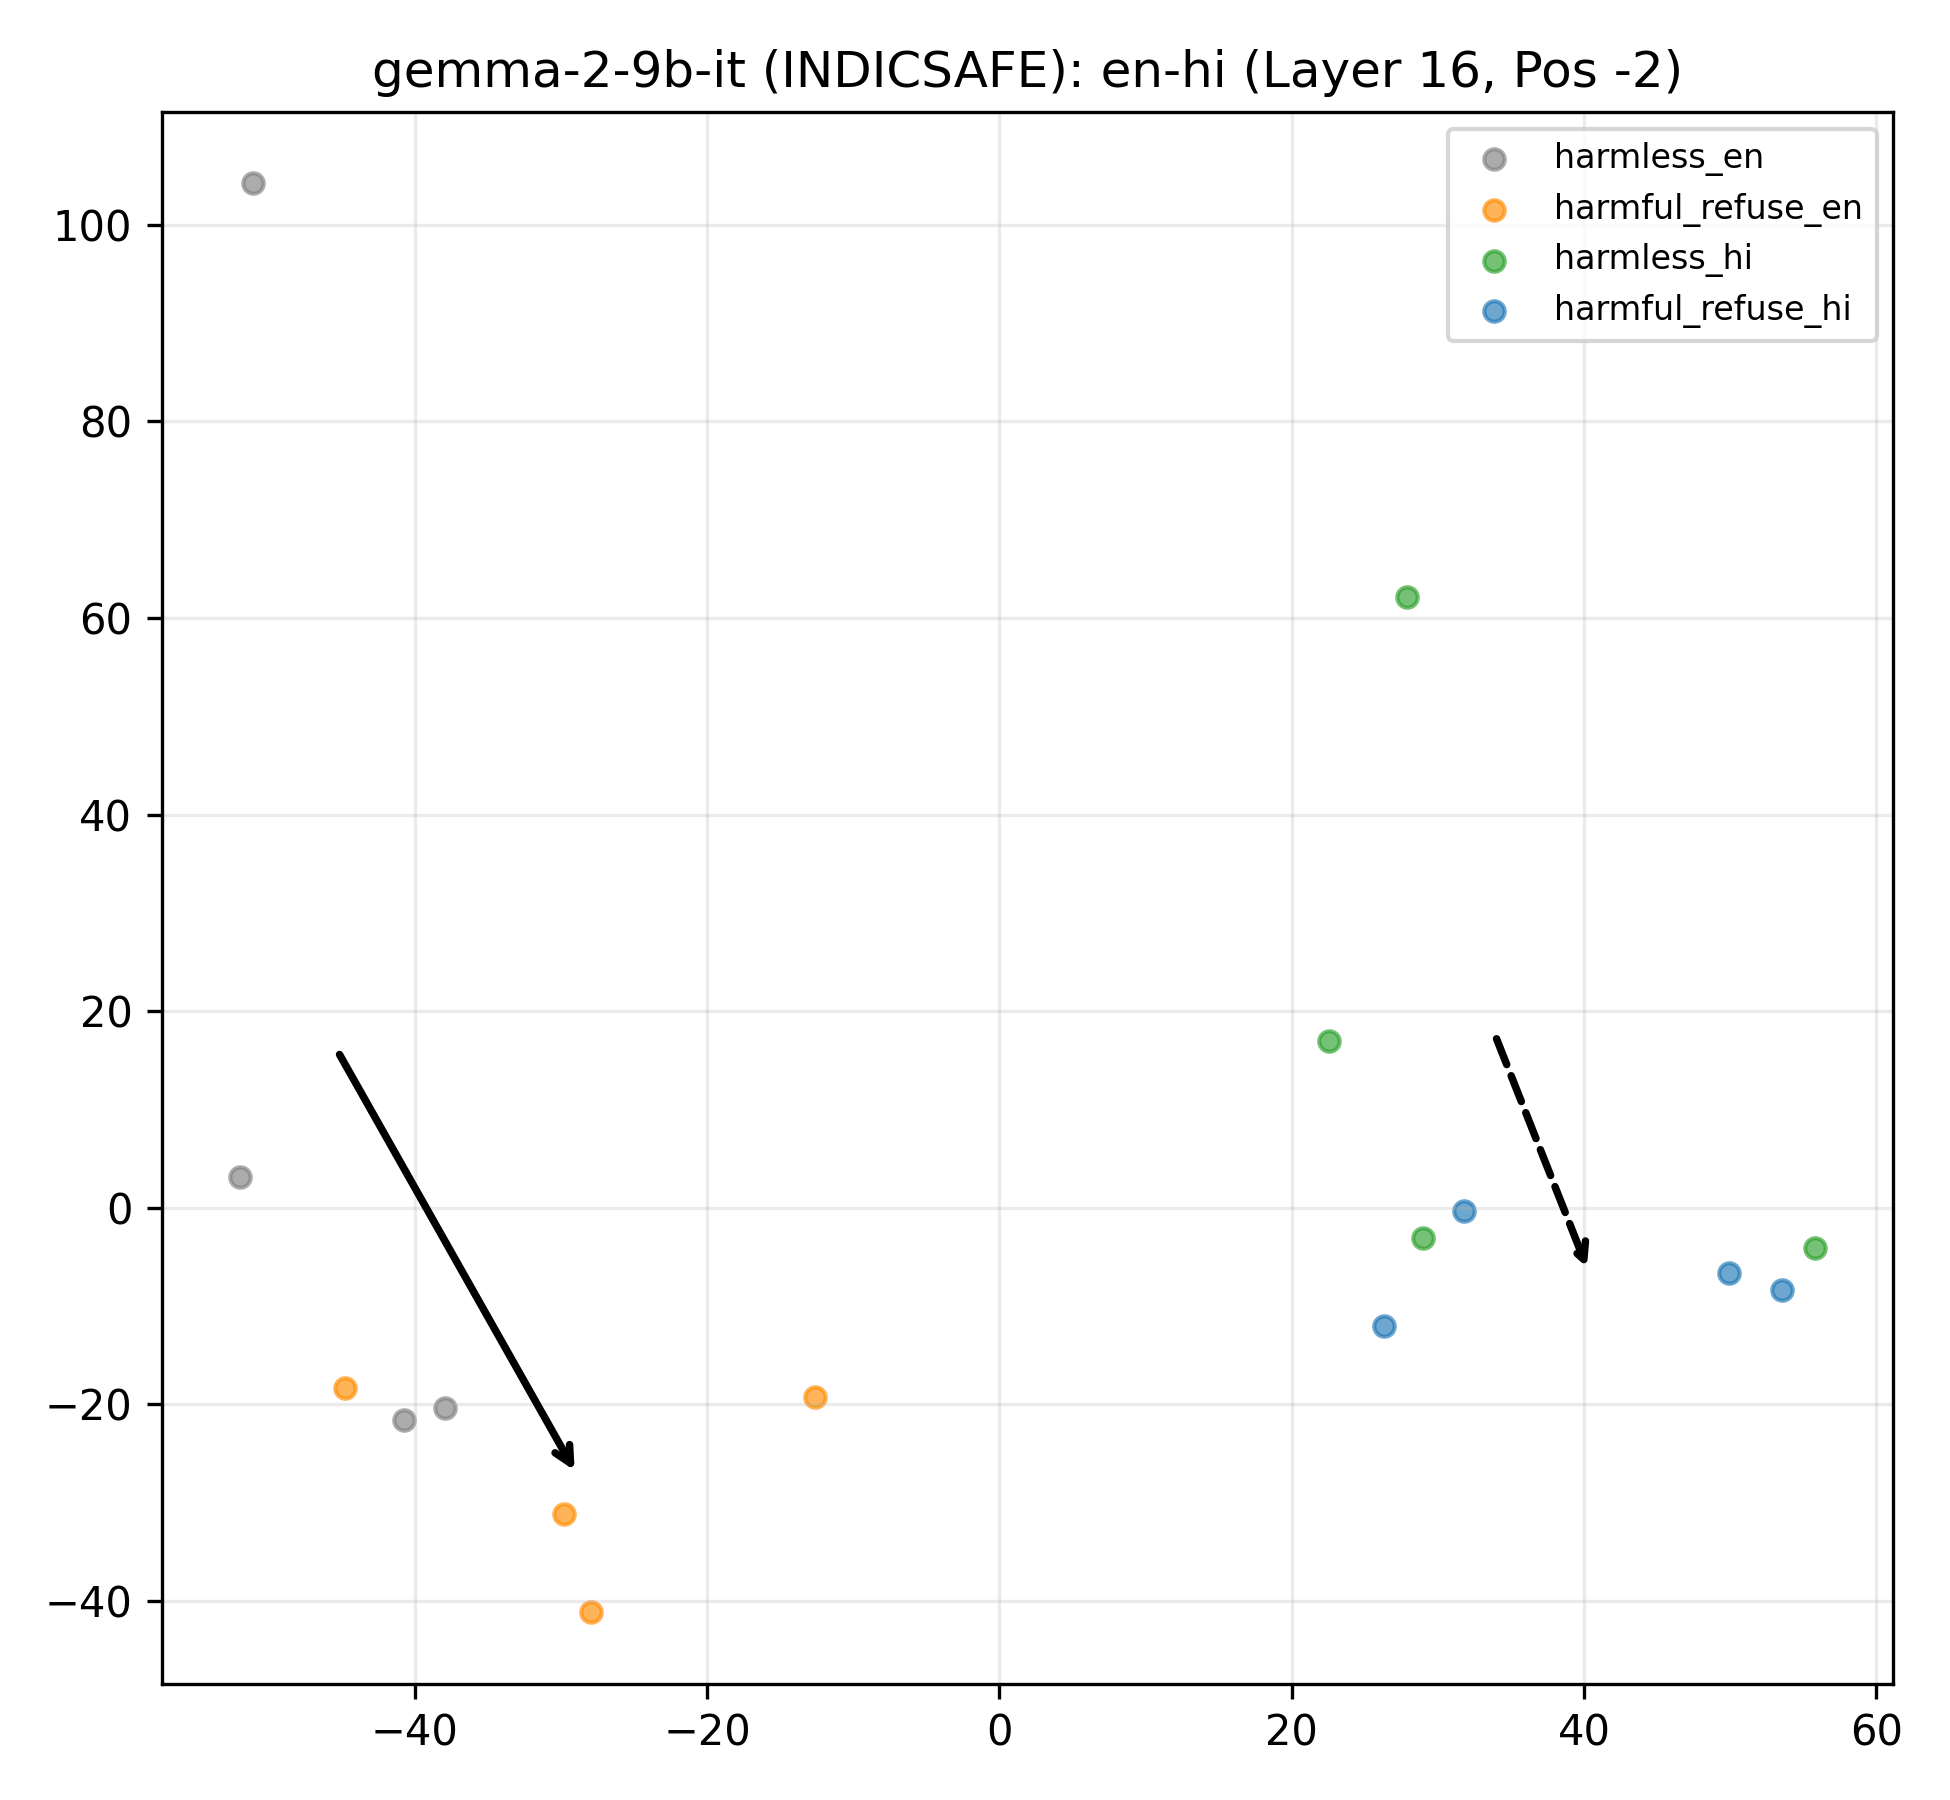 gemma-2-9b-it (INDICSAFE): en-hi (Layer 16, Pos -2)
harmless_en
harmful_refuse_en
harmless_hi
harmful_refuse_hi
100
80
60
40
20
0
−20
−40
−40 −20 0 20 40 60